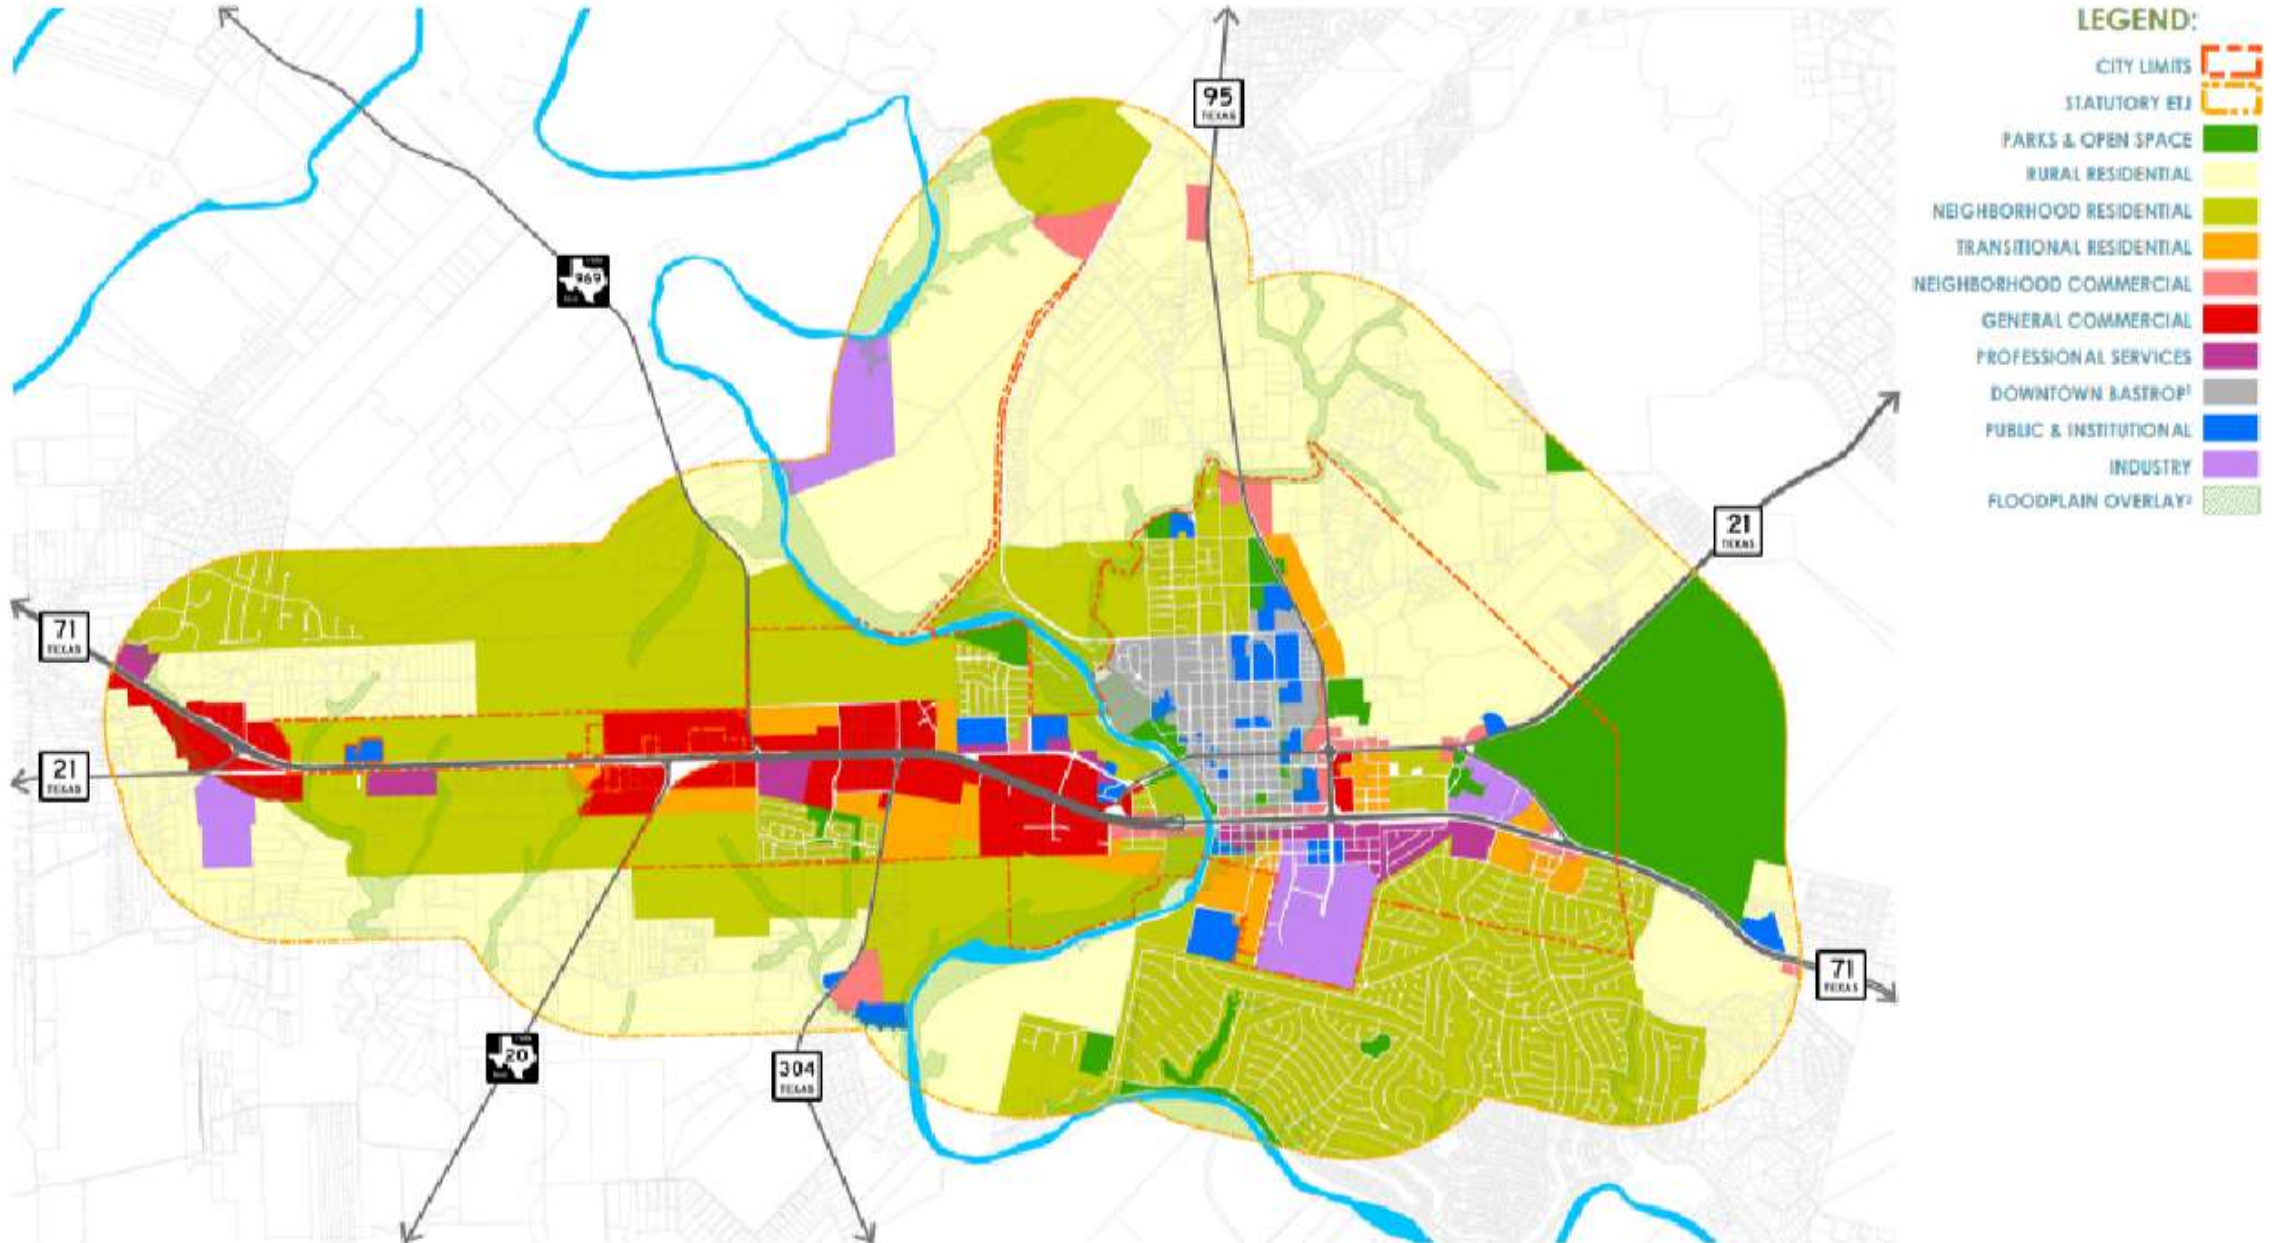 LEGEND:
CITY LIMITS
STATUTORY ETJ
PARKS & OPEN SPACE
RURAL RESIDENTIAL
NEIGHBORHOOD RESIDENTIAL
TRANSITIONAL RESIDENTIAL
NEIGHBORHOOD COMMERCIAL
GENERAL COMMERCIAL
PROFESSIONAL SERVICES
DOWNTOWN BASTROP¹
PUBLIC & INSTITUTIONAL
INDUSTRY
FLOODPLAIN OVERLAY²
95
TEXAS
969
21
TEXAS
71
TEXAS
21
TEXAS
71
TEXAS
20
304
TEXAS